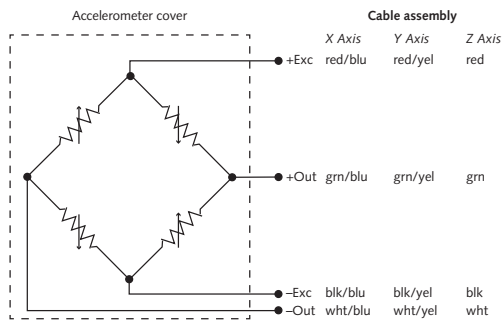 Accelerometer cover
Cable assembly
X Axis Y Axis Z Axis
+Exc red/blu red/yel red
+Out grn/blu grn/yel grn
–Exc blk/blu blk/yel blk
–Out wht/blu wht/yel wht